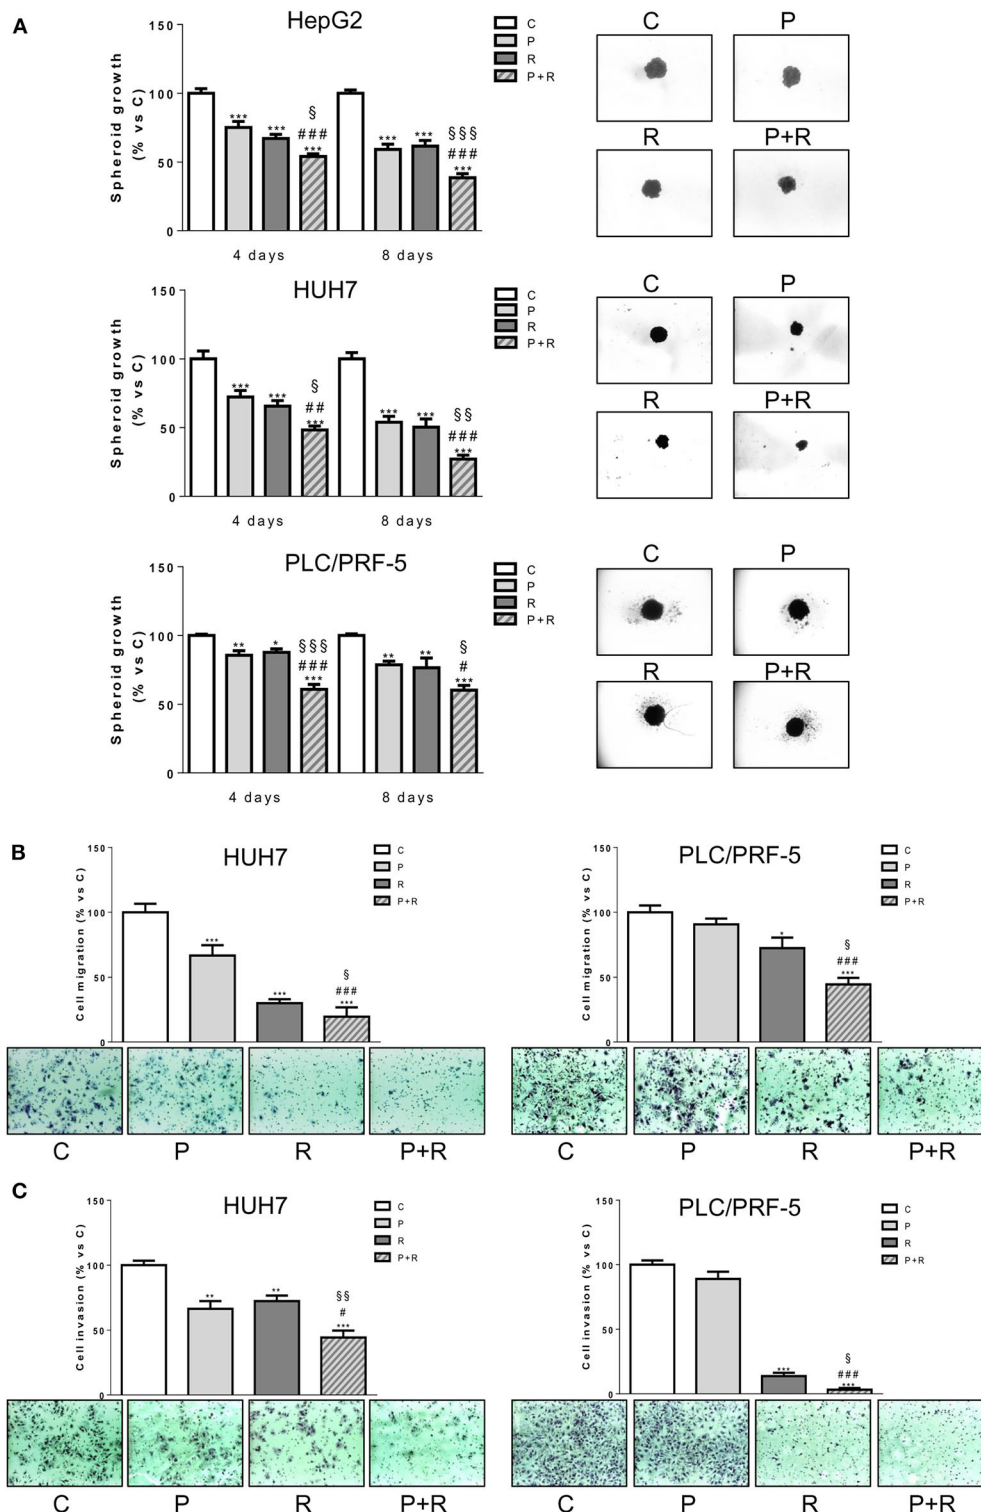 A
HepG2
Spheroid growth
(% vs C)
150
100
50
0
***
***
§
###
***
***
***
§§§
###
***
4 days
8 days
C
P
R
P+R
C
P
R
P+R
HUH7
Spheroid growth
(% vs C)
150
100
50
0
***
***
§
##
***
***
***
§§
###
***
4 days
8 days
C
P
R
P+R
C
P
R
P+R
PLC/PRF-5
Spheroid growth
(% vs C)
150
100
50
0
**
*
§§§
###
***
**
**
§
#
***
4 days
8 days
C
P
R
P+R
C
P
R
P+R
B
HUH7
Cell migration (% vs C)
150
100
50
0
***
***
§
###
***
C
P
R
P+R
C
P
R
P+R
PLC/PRF-5
Cell migration (% vs C)
150
100
50
0
*
§
###
***
C
P
R
P+R
C
P
R
P+R
C
HUH7
Cell invasion (% vs C)
150
100
50
0
**
**
§§
#
***
C
P
R
P+R
C
P
R
P+R
PLC/PRF-5
Cell invasion (% vs C)
150
100
50
0
***
§
###
***
C
P
R
P+R
C
P
R
P+R